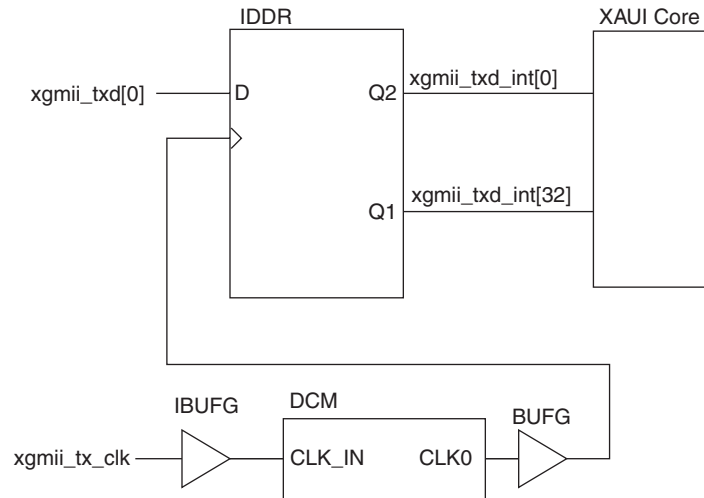 IDDR
XAUI Core
xgmii_txd[0]
D
Q2
xgmii_txd_int[0]
Q1
xgmii_txd_int[32]
IBUFG
DCM
BUFG
xgmii_tx_clk
CLK_IN
CLK0